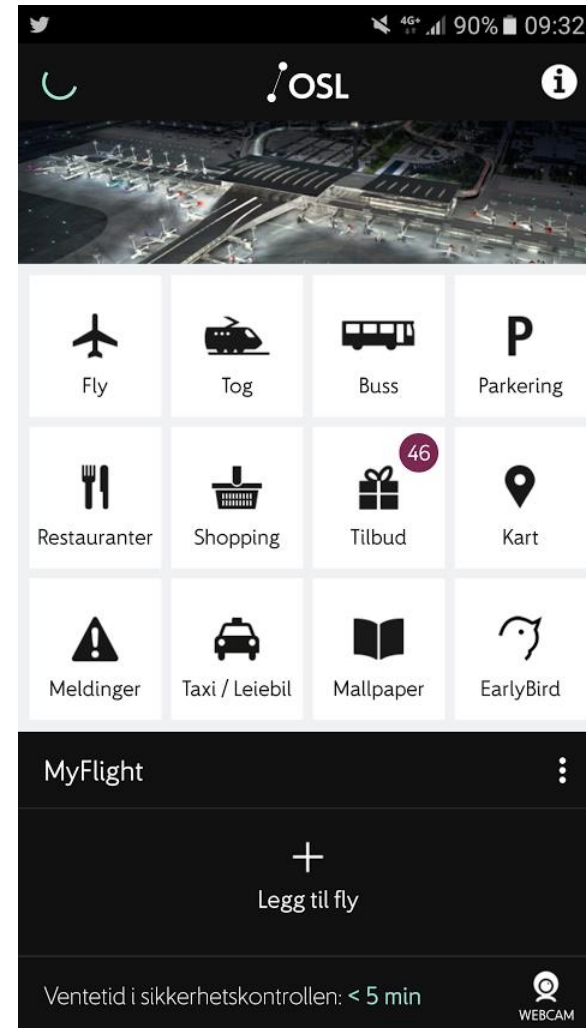 4G+ 90% 09:32
OSL
Fly Tog Buss P Parkering
46
Restauranter Shopping Tilbud Kart
Meldinger Taxi / Leiebil Mallpaper EarlyBird
MyFlight
Legg til fly
Ventetid i sikkerhetskontrollen: < 5 min
WEBCAM